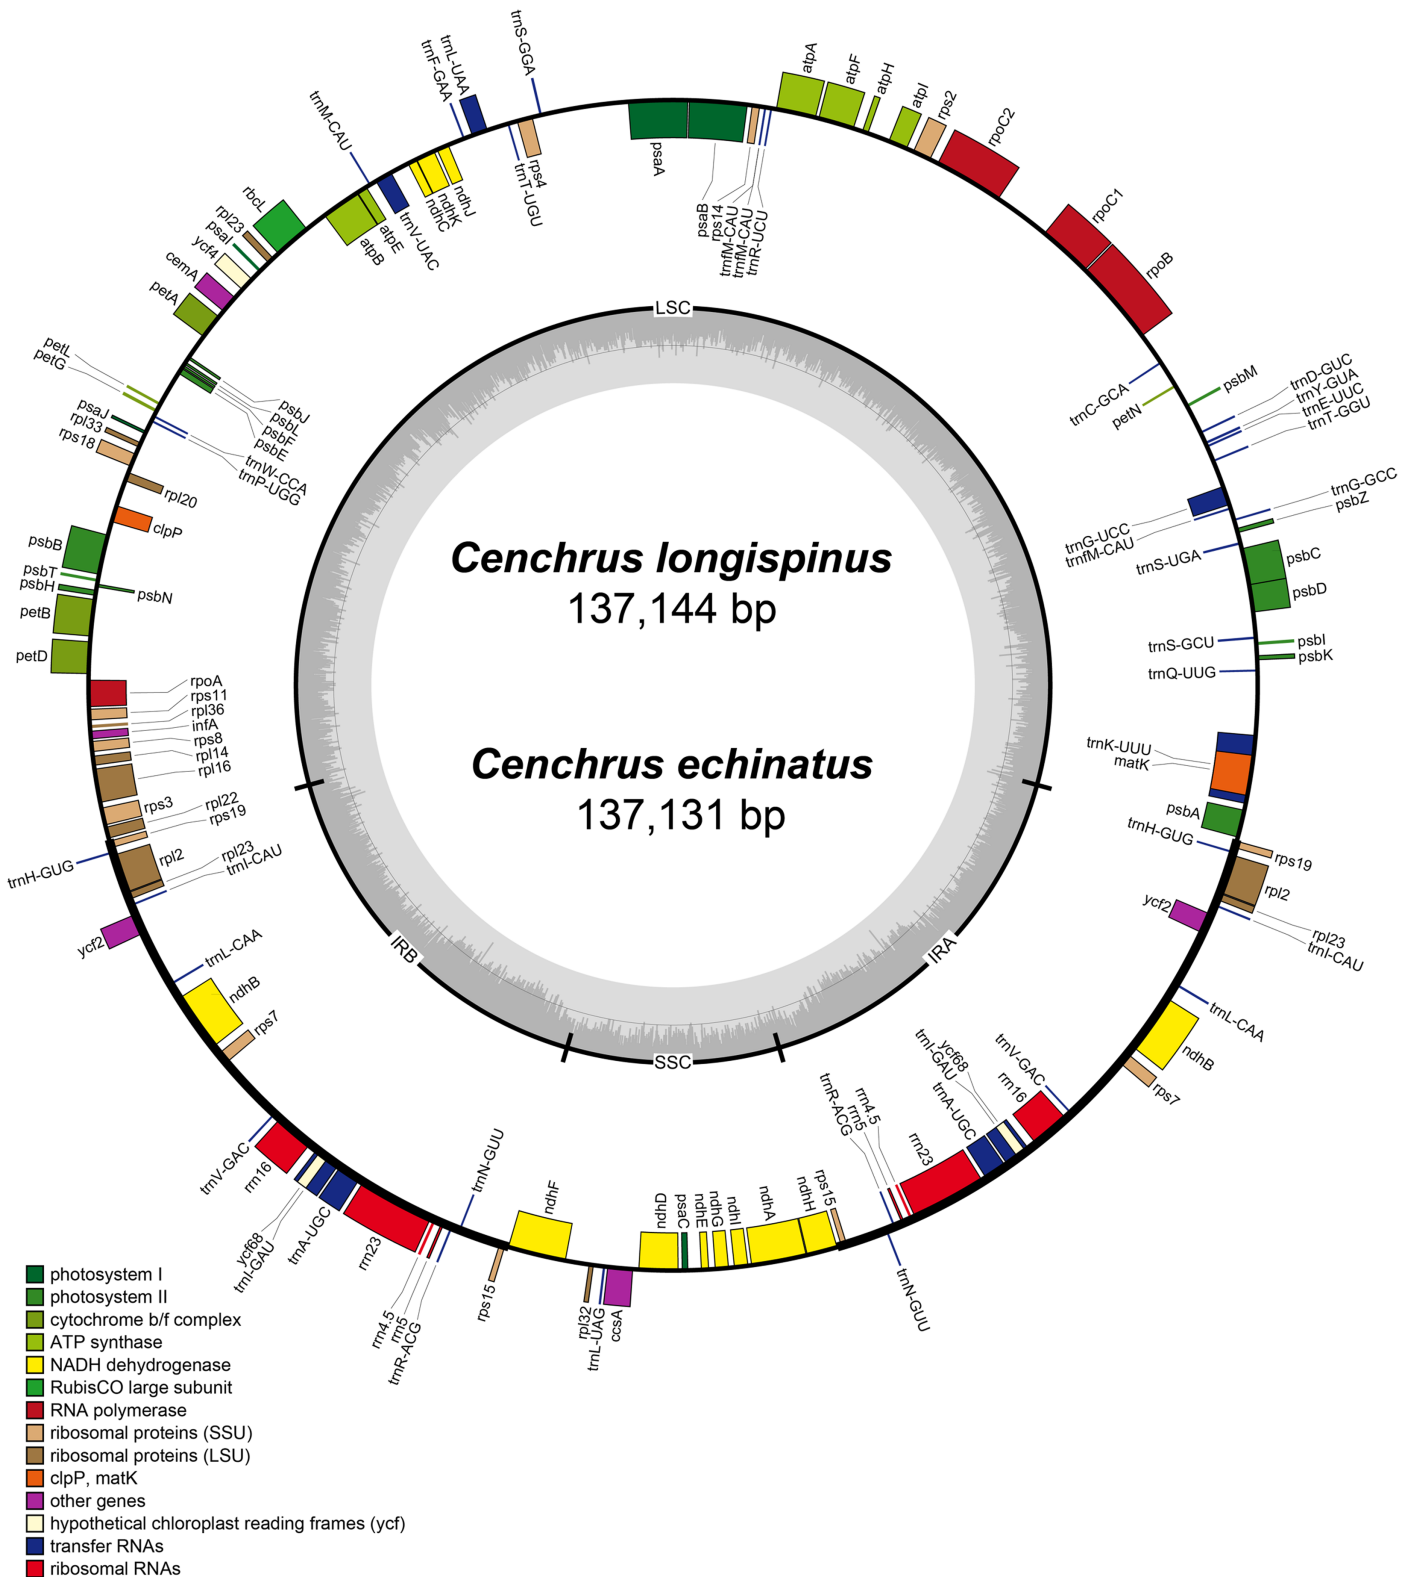 trnS-GGA
trnL-UAA
trnF-GAA
trnM-CAU
rps4
trnT-UGU
ndhJ
ndhK
ndhC
trnV-UAC
atpE
atpB
rbcL
rpl23
psaI
ycf4
cemA
petA
petL
petG
psbJ
psbL
psbF
psbE
trnW-CCA
trnP-UGG
psaJ
rpl33
rps18
rpl20
clpP
psbB
psbT
psbH
psbN
petB
petD
rpoA
rps11
rpl36
infA
rps8
rpl14
rpl16
rps3
rpl22
rps19
rpl2
rpl23
trnI-CAU
trnH-GUG
ycf2
trnL-CAA
ndhB
rps7
trnV-GAC
rrn16
ycf68
trnI-GAU
trnA-UGC
rrn23
rrn4.5
rrn5
trnR-ACG
trnN-GUU
rps15
ndhF
rpl32
trnL-UAG
ccsA
ndhD
psaC
ndhE
ndhG
ndhI
ndhA
ndhH
rps15
trnN-GUU
trnR-ACG
rrn5
rrn4.5
rrn23
trnA-UGC
trnI-GAU
ycf68
rrn16
trnV-GAC
rps7
ndhB
trnL-CAA
ycf2
trnI-CAU
rpl23
rpl2
rps19
trnH-GUG
psbA
matK
trnK-UUU
trnQ-UUG
psbK
psbI
trnS-GCU
psbD
psbC
trnS-UGA
psbZ
trnG-GCC
trnfM-CAU
trnG-UCC
trnT-GGU
trnE-UUC
trnY-GUA
trnD-GUC
psbM
petN
trnC-GCA
rpoB
rpoC1
rpoC2
rps2
atpI
atpH
atpF
atpA
trnR-UCU
trnfM-CAU
trnfM-CAU
rps14
psaB
psaA
LSC
IRB
SSC
IRA
Cenchrus longispinus
137,144 bp
Cenchrus echinatus
137,131 bp
photosystem I
photosystem II
cytochrome b/f complex
ATP synthase
NADH dehydrogenase
RubisCO large subunit
RNA polymerase
ribosomal proteins (SSU)
ribosomal proteins (LSU)
clpP, matK
other genes
hypothetical chloroplast reading frames (ycf)
transfer RNAs
ribosomal RNAs